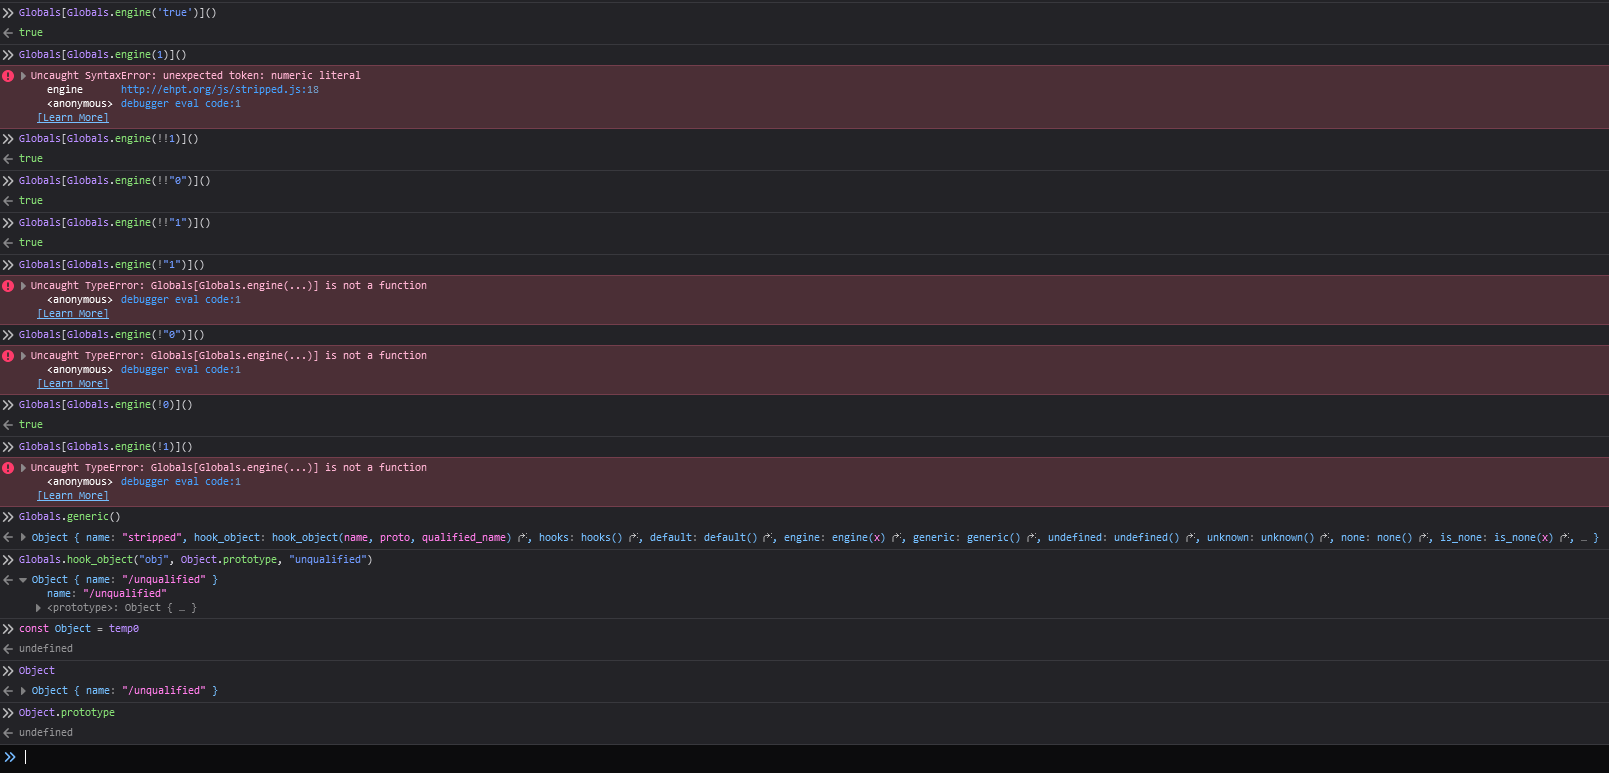 Globals[Globals.engine('true')]()
true
Globals[Globals.engine(1)]()
Uncaught SyntaxError: unexpected token: numeric literal
engine http://ehpt.org/js/stripped.js:18
<anonymous> debugger eval code:1
[Learn More]
Globals[Globals.engine(!!1)]()
true
Globals[Globals.engine(!!"0")]()
true
Globals[Globals.engine(!!"1")]()
true
Globals[Globals.engine(!"1")]()
Uncaught TypeError: Globals[Globals.engine(...)] is not a function
<anonymous> debugger eval code:1
[Learn More]
Globals[Globals.engine(!"0")]()
Uncaught TypeError: Globals[Globals.engine(...)] is not a function
<anonymous> debugger eval code:1
[Learn More]
Globals[Globals.engine(!0)]()
true
Globals[Globals.engine(!1)]()
Uncaught TypeError: Globals[Globals.engine(...)] is not a function
<anonymous> debugger eval code:1
[Learn More]
Globals.generic()
Object { name: "stripped", hook_object: hook_object(name, proto, qualified_name), hooks: hooks(), default: default(), engine: engine(x), generic: generic(), undefined: undefined(), unknown: unknown(), none: none(), is_none: is_none(x), … }
Globals.hook_object("obj", Object.prototype, "unqualified")
Object { name: "/unqualified" }
name: "/unqualified"
<prototype>: Object { … }
const Object = temp0
undefined
Object
Object { name: "/unqualified" }
Object.prototype
undefined